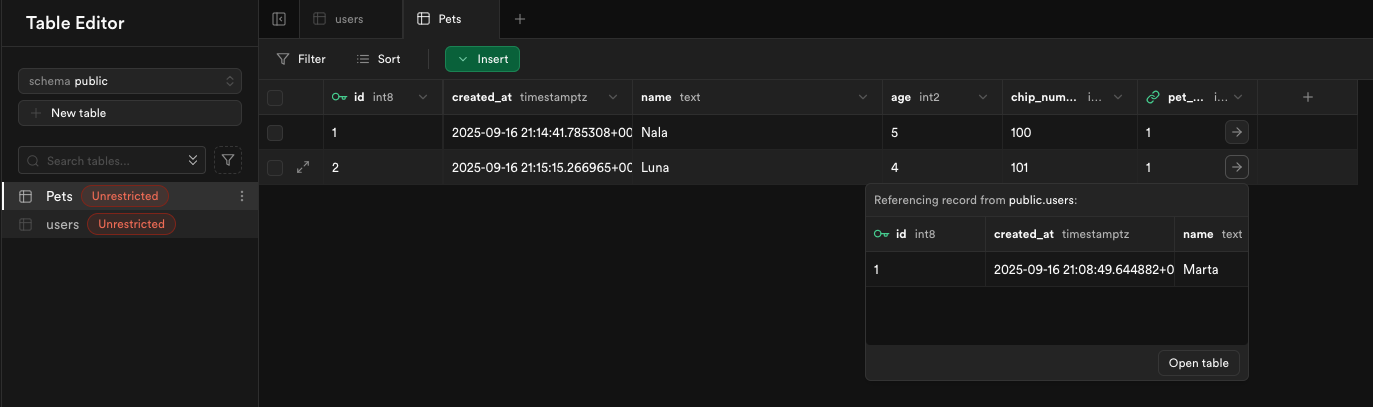 Table Editor
users
Pets
schema public
New table
Search tables...
Pets Unrestricted
users Unrestricted
Filter
Sort
Insert
id int8 created_at timestamptz name text age int2 chip_num... i... pet_... i...
1 2025-09-16 21:14:41.785308+00 Nala 5 100 1
2 2025-09-16 21:15:15.266965+00 Luna 4 101 1
Referencing record from public.users:
id int8 created_at timestamptz name text
1 2025-09-16 21:08:49.644882+0 Marta
Open table